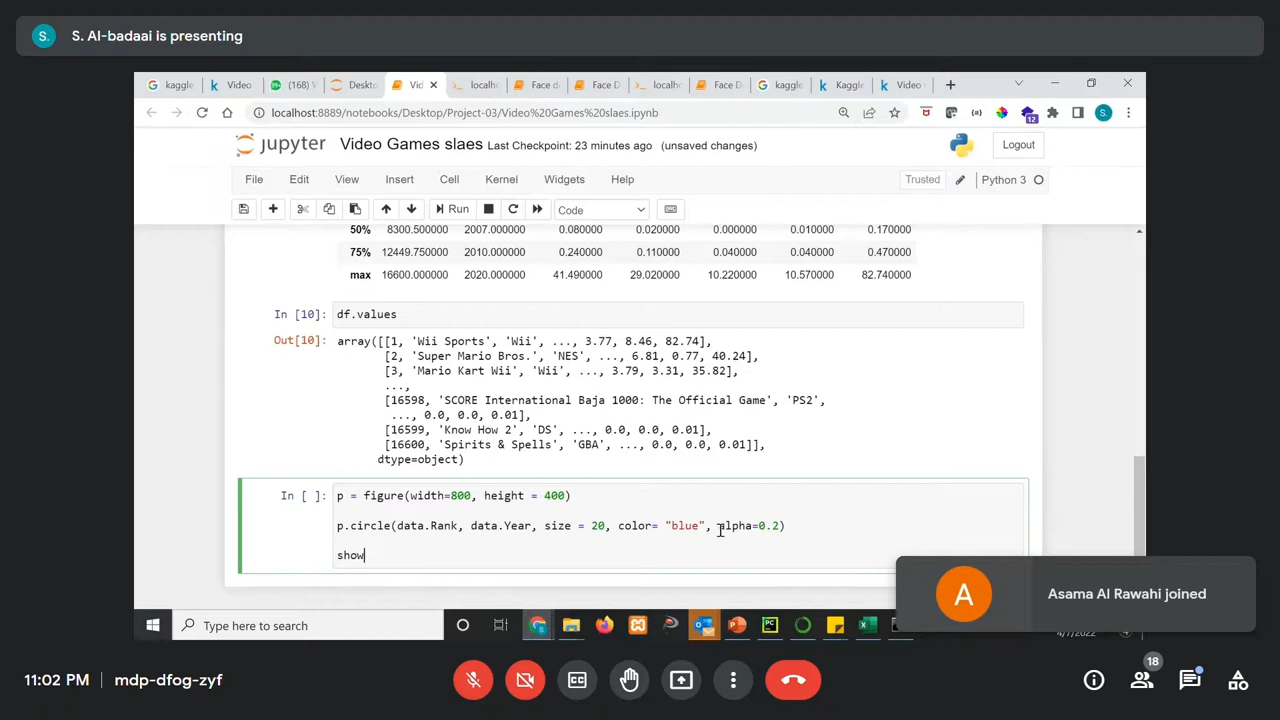 S.
S. Al-badaai is presenting
kaggle
Video
(168) W
Deskto
Vid
localho
Face d
Face D
localho
Face D
kaggle
Kaggle
Video
localhost:8889/notebooks/Desktop/Project-03/Video%20Games%20slaes.ipynb
12
S.
jupyter
Video Games slaes Last Checkpoint: 23 minutes ago (unsaved changes)
Logout
File Edit View Insert Cell Kernel Widgets Help
Trusted
Python 3
Run
Code
50% 8300.500000 2007.000000 0.080000 0.020000 0.000000 0.010000 0.170000
75% 12449.750000 2010.000000 0.240000 0.110000 0.040000 0.040000 0.470000
max 16600.000000 2020.000000 41.490000 29.020000 10.220000 10.570000 82.740000
In [10]: df.values
Out[10]: array([[1, 'Wii Sports', 'Wii', ..., 3.77, 8.46, 82.74],
[2, 'Super Mario Bros.', 'NES', ..., 6.81, 0.77, 40.24],
[3, 'Mario Kart Wii', 'Wii', ..., 3.79, 3.31, 35.82],
...,
[16598, 'SCORE International Baja 1000: The Official Game', 'PS2',
..., 0.0, 0.0, 0.01],
[16599, 'Know How 2', 'DS', ..., 0.0, 0.0, 0.01],
[16600, 'Spirits & Spells', 'GBA', ..., 0.0, 0.0, 0.01]],
dtype=object)
In [ ]: p = figure(width=800, height = 400)
p.circle(data.Rank, data.Year, size = 20, color= "blue", alpha=0.2)
show
A
Asama Al Rawahi joined
Type here to search
4/7/2022
11:02 PM
mdp-dfog-zyf
18